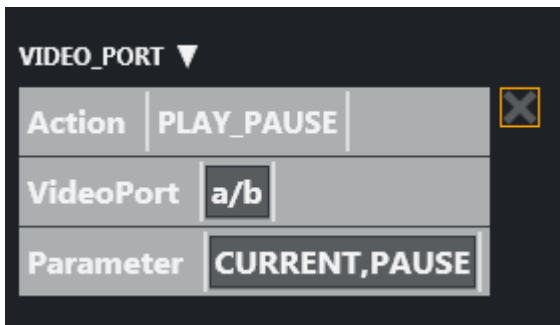 VIDEO_PORT ▼
Action PLAY_PAUSE
VideoPort a/b
Parameter CURRENT,PAUSE